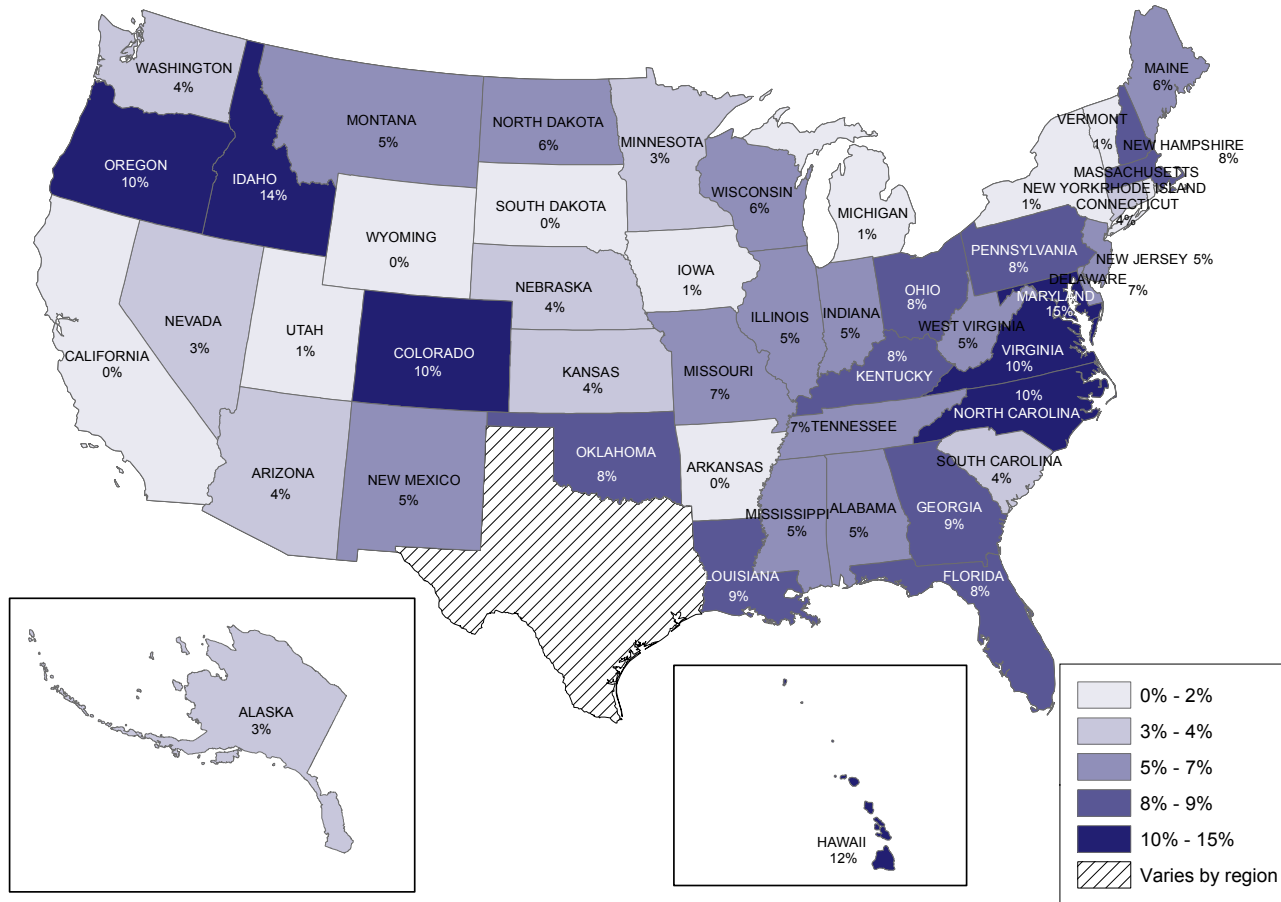 WASHINGTON
4%
OREGON
10%
IDAHO
14%
MONTANA
5%
NORTH DAKOTA
6%
MINNESOTA
3%
SOUTH DAKOTA
0%
WYOMING
0%
WISCONSIN
6%
MICHIGAN
1%
MAINE
6%
VERMONT
1%
NEW HAMPSHIRE
8%
MASSACHUSETTS
NEW YORK
1%
RHODE ISLAND
CONNECTICUT
4%
PENNSYLVANIA
8%
NEW JERSEY 5%
DELAWARE
7%
MARYLAND
15%
CALIFORNIA
0%
NEVADA
3%
UTAH
1%
COLORADO
10%
NEBRASKA
4%
IOWA
1%
KANSAS
4%
MISSOURI
7%
ILLINOIS
5%
INDIANA
5%
OHIO
8%
WEST VIRGINIA
5%
VIRGINIA
10%
8%
KENTUCKY
10%
NORTH CAROLINA
7% TENNESSEE
SOUTH CAROLINA
4%
ARIZONA
4%
NEW MEXICO
5%
OKLAHOMA
8%
ARKANSAS
0%
MISSISSIPPI
5%
ALABAMA
5%
GEORGIA
9%
LOUISIANA
9%
FLORIDA
8%
ALASKA
3%
HAWAII
12%
0% - 2%
3% - 4%
5% - 7%
8% - 9%
10% - 15%
Varies by region